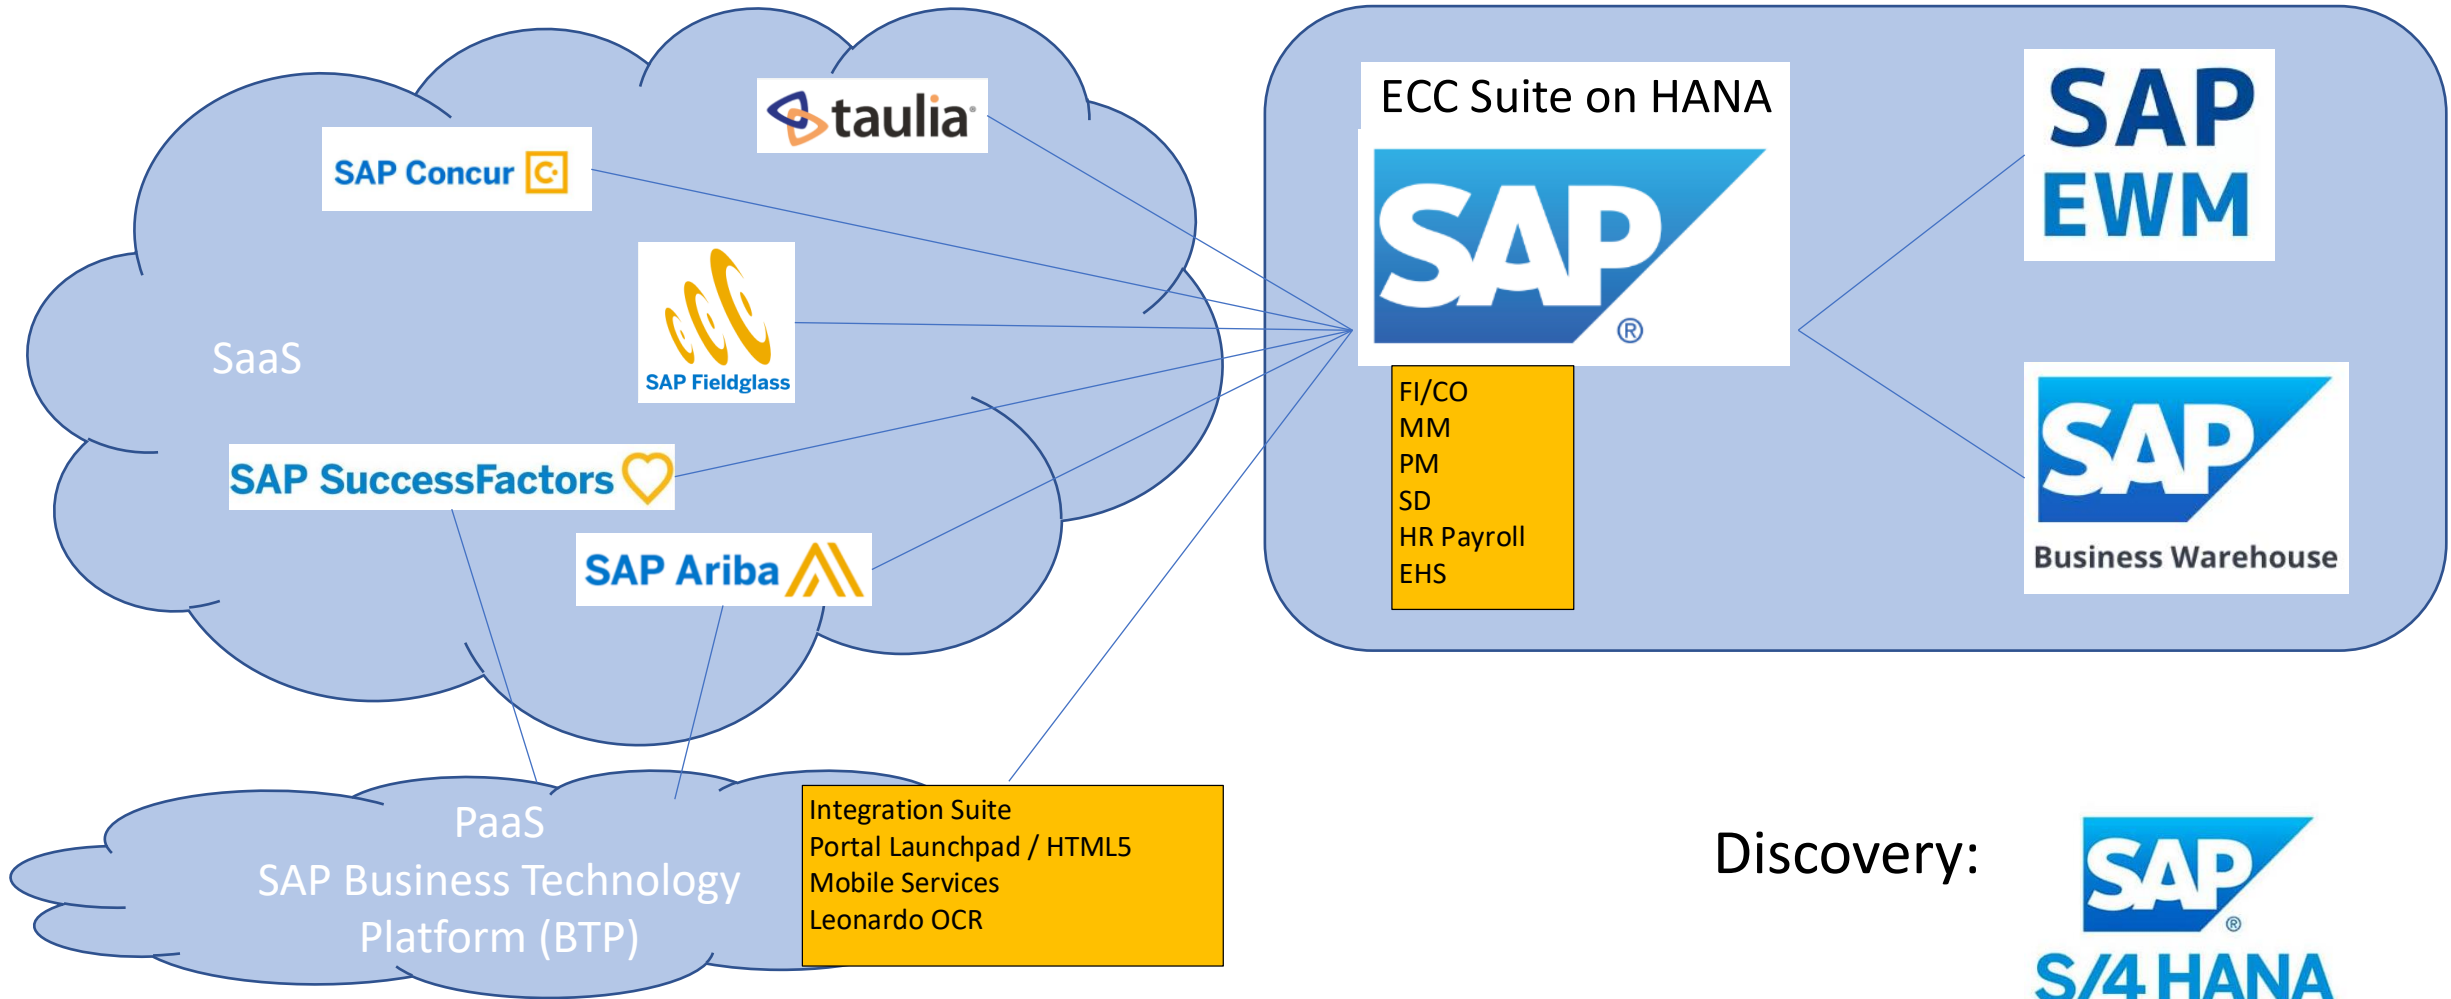 taulia
SAP Concur
SAP Fieldglass
SaaS
SAP SuccessFactors
SAP Ariba
ECC Suite on HANA
SAP
®
FI/CO
MM
PM
SD
HR Payroll
EHS
SAP
EWM
SAP
Business Warehouse
PaaS
SAP Business Technology
Platform (BTP)
Integration Suite
Portal Launchpad / HTML5
Mobile Services
Leonardo OCR
Discovery:
SAP
®
S/4 HANA